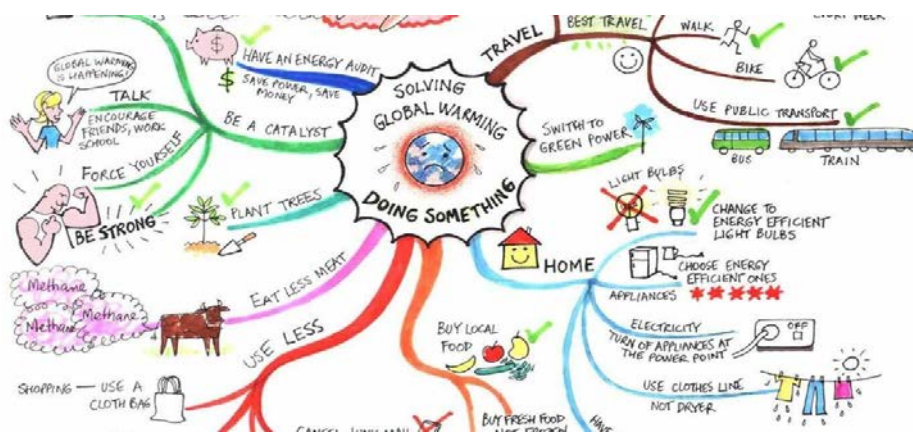 SOLVING
GLOBAL WARMING
DOING SOMETHING
TRAVEL
BEST TRAVEL
WALK
BIKE
USE PUBLIC TRANSPORT
BUS
TRAIN
SWITCH TO
GREEN POWER
HOME
LIGHT BULBS
CHANGE TO
ENERGY EFFICIENT
LIGHT BULBS
APPLIANCES
CHOOSE ENERGY
EFFICIENT ONES
ELECTRICITY
TURN OF APPLIANCES AT
THE POWER POINT
OFF
USE CLOTHES LINE
NOT DRYER
HAVE
BUY LOCAL
FOOD
BUY FRESH FOOD
USE LESS
SHOPPING — USE A
CLOTH BAG
EAT LESS MEAT
Methane
Methane
Methane
PLANT TREES
BE A CATALYST
TALK
ENCOURAGE
FRIENDS, WORK
SCHOOL
GLOBAL WARMING
IS HAPPENING!
FORCE YOURSELF
BE STRONG
HAVE AN ENERGY AUDIT
SAVE POWER, SAVE
MONEY
$
$